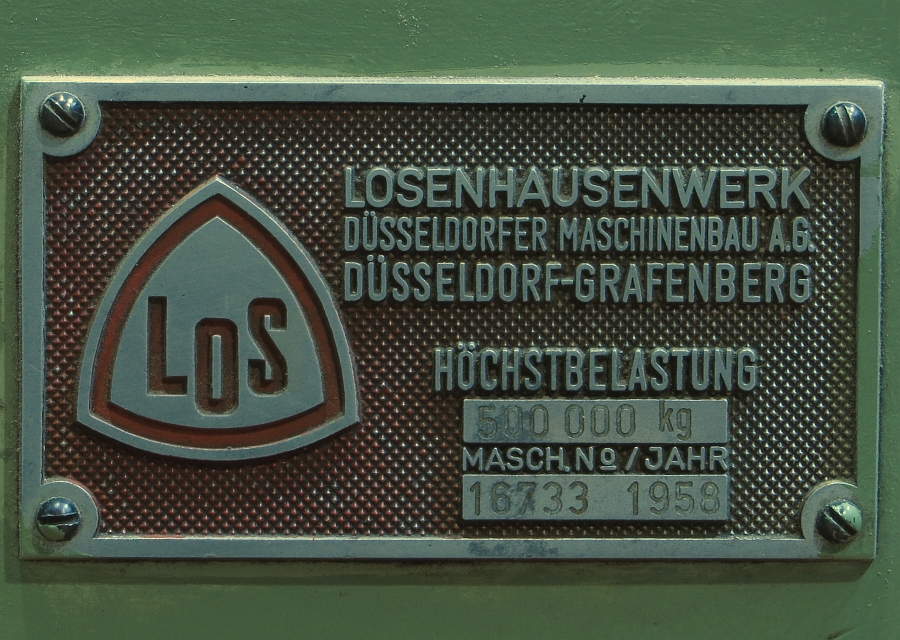 LOSENHAUSENWERK
DÜSSELDORFER MASCHINENBAU A.G.
DÜSSELDORF-GRAFENBERG
LOS
HÖCHSTBELASTUNG
500 000 kg
MASCH.No/JAHR
16733 1958